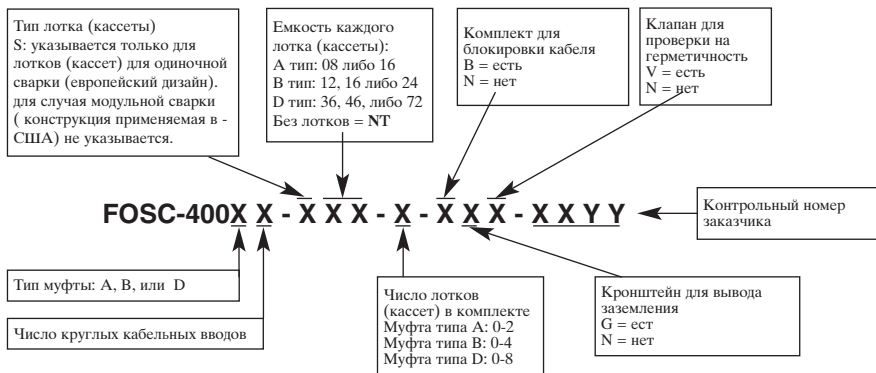 Тип лотка (кассеты)
S: указывается только для
лотков (кассет) для одиночной
сварки (европейский дизайн).
для случая модульной сварки
( конструкция применяемая в -
США) не указывается.
Емкость каждого
лотка (кассеты):
A тип: 08 либо 16
B тип: 12, 16 либо 24
D тип: 36, 46, либо 72
Без лотков = NT
Комплект для
блокировки кабеля
B = есть
N = нет
Клапан для
проверки на
герметичность
V = есть
N = нет
FOSC-400X X - X X X - X - X X X - X X Y Y
Контрольный номер
заказчика
Тип муфты: A, B, или D
Число круглых кабельных вводов
Число лотков
(кассет) в комплекте
Муфта типа A: 0-2
Муфта типа B: 0-4
Муфта типа D: 0-8
Кронштейн для вывода
заземления
G = ест
N = нет